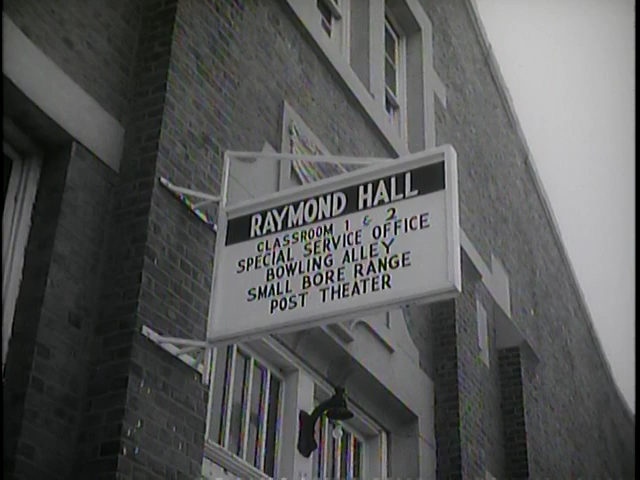 RAYMOND HALL
CLASSROOM 1 & 2
SPECIAL SERVICE OFFICE
BOWLING ALLEY
SMALL BORE RANGE
POST THEATER